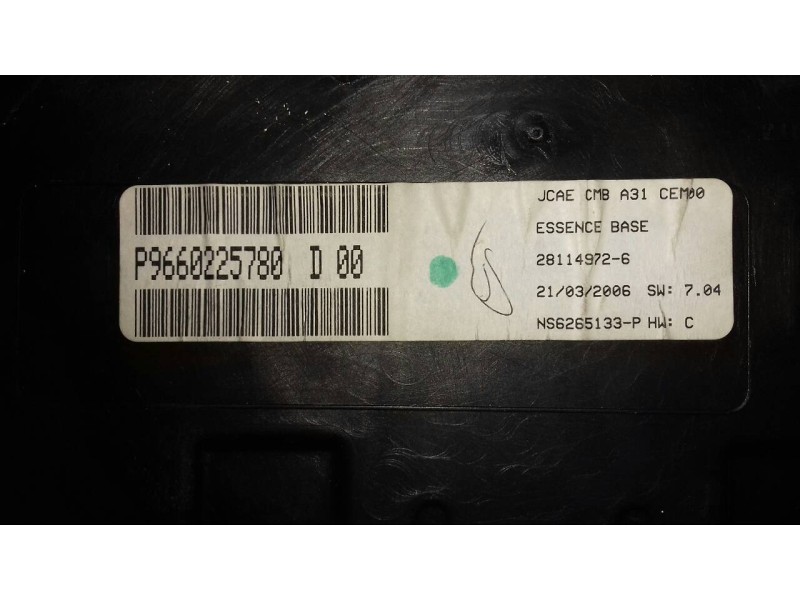 P9660225780 D 00
JCAE CMB A31 CEM00
ESSENCE BASE
28114972-6
21/03/2006 SW: 7.04
NS6265133-P HW: C